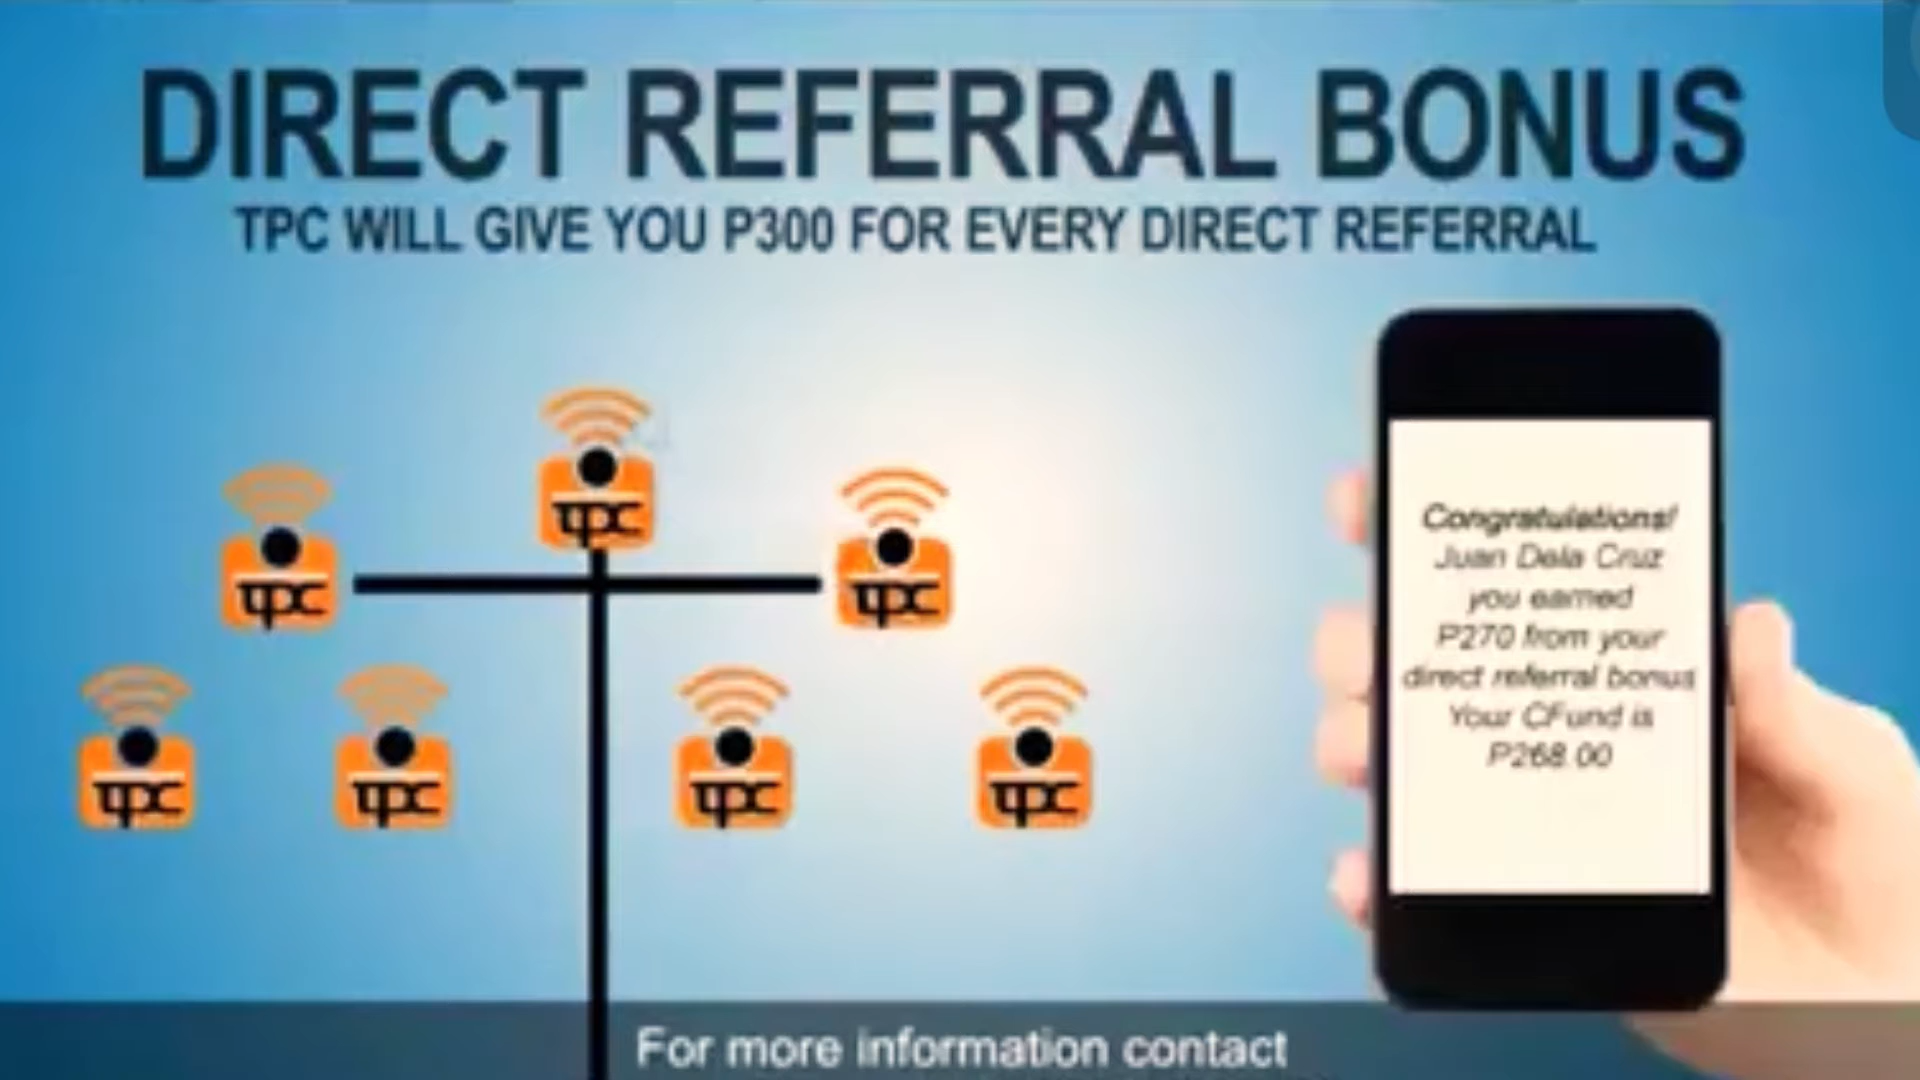 DIRECT REFERRAL BONUS
TPC WILL GIVE YOU P300 FOR EVERY DIRECT REFERRAL
tpc
tpc
tpc
tpc
tpc
tpc
tpc
Congratulations!
Juan Dela Cruz
you earned
P270 from your
direct referral bonus
Your CFund is
P268.00
For more information contact